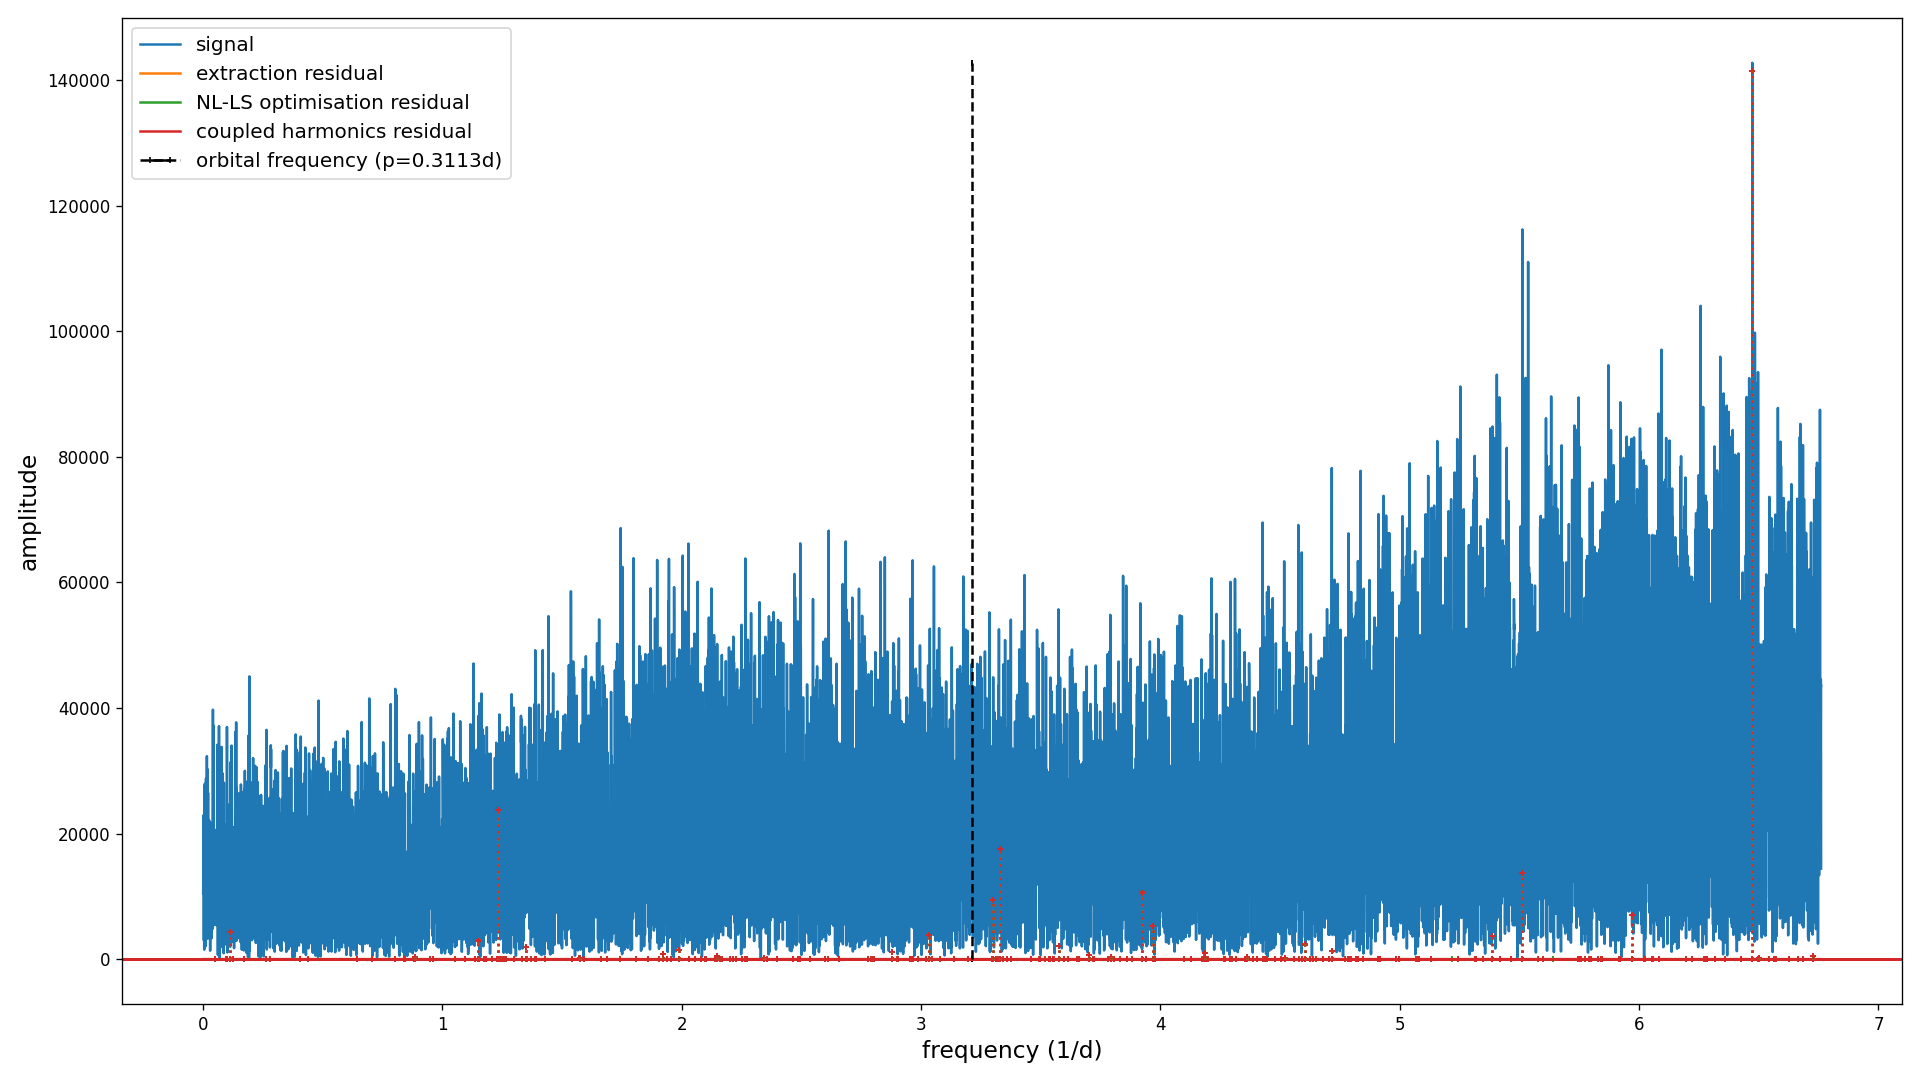 signal
extraction residual
NL-LS optimisation residual
coupled harmonics residual
orbital frequency (p=0.3113d)
140000
120000
100000
80000
60000
40000
20000
0
amplitude
0 1 2 3 4 5 6 7
frequency (1/d)